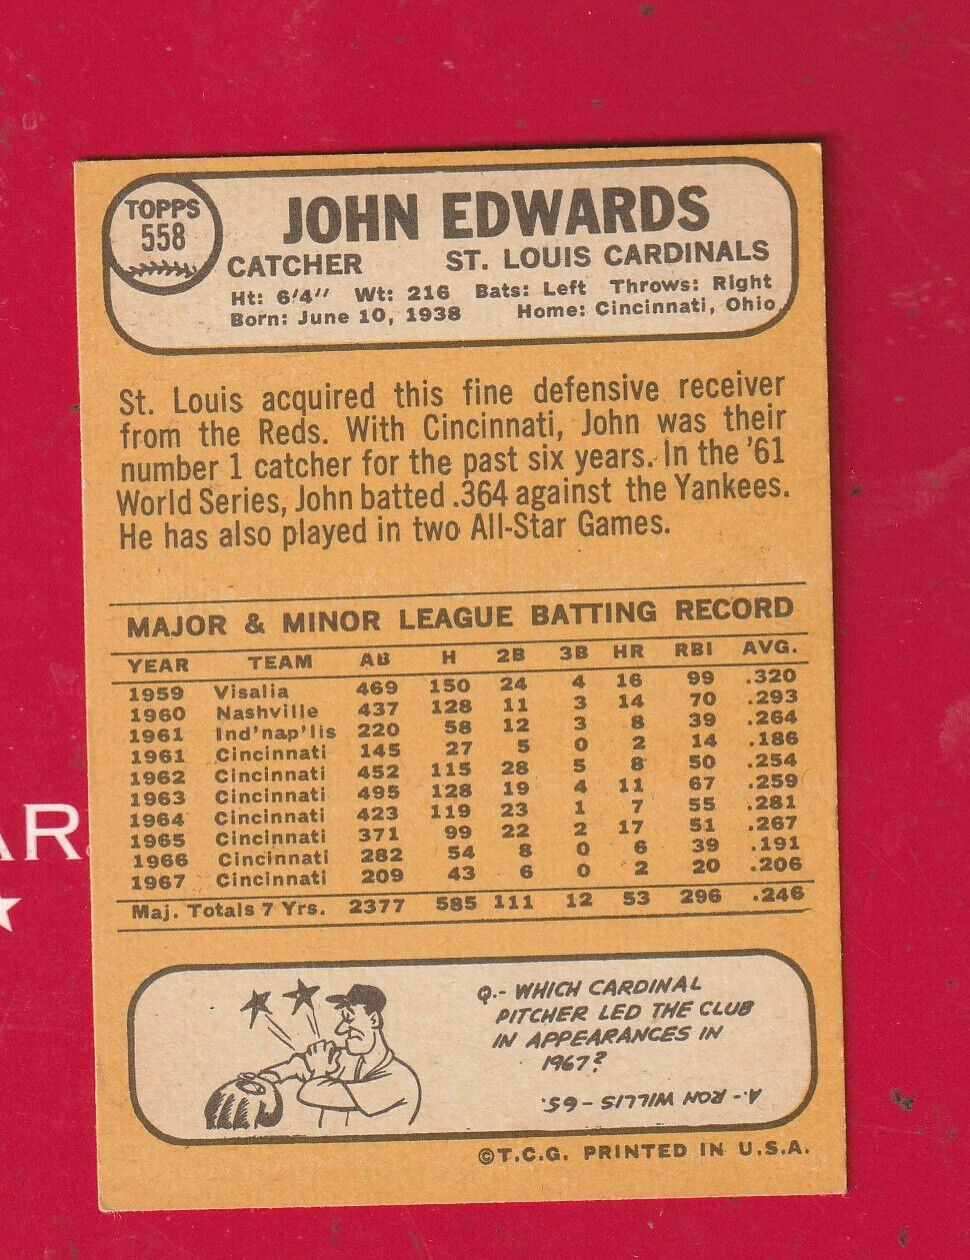 TOPPS
558
JOHN EDWARDS
CATCHER ST. LOUIS CARDINALS
Ht: 6'4" Wt: 216 Bats: Left Throws: Right
Born: June 10, 1938 Home: Cincinnati, Ohio
St. Louis acquired this fine defensive receiver
from the Reds. With Cincinnati, John was their
number 1 catcher for the past six years. In the '61
World Series, John batted .364 against the Yankees.
He has also played in two All-Star Games.
MAJOR & MINOR LEAGUE BATTING RECORD
YEAR TEAM AB H 2B 3B HR RBI AVG.
1959 Visalia 469 150 24 4 16 99 .320
1960 Nashville 437 128 11 3 14 70 .293
1961 Ind'nap'lis 220 58 12 3 8 39 .264
1961 Cincinnati 145 27 5 0 2 14 .186
1962 Cincinnati 452 115 28 5 8 50 .254
1963 Cincinnati 495 128 19 4 11 67 .259
1964 Cincinnati 423 119 23 1 7 55 .281
1965 Cincinnati 371 99 22 2 17 51 .267
1966 Cincinnati 282 54 8 0 6 39 .191
1967 Cincinnati 209 43 6 0 2 20 .206
Maj. Totals 7 Yrs. 2377 585 111 12 53 296 .246
Q.- WHICH CARDINAL
PITCHER LED THE CLUB
IN APPEARANCES IN
1967?
A.- RON WILLIS - 65.
©T.C.G. PRINTED IN U.S.A.
AR.